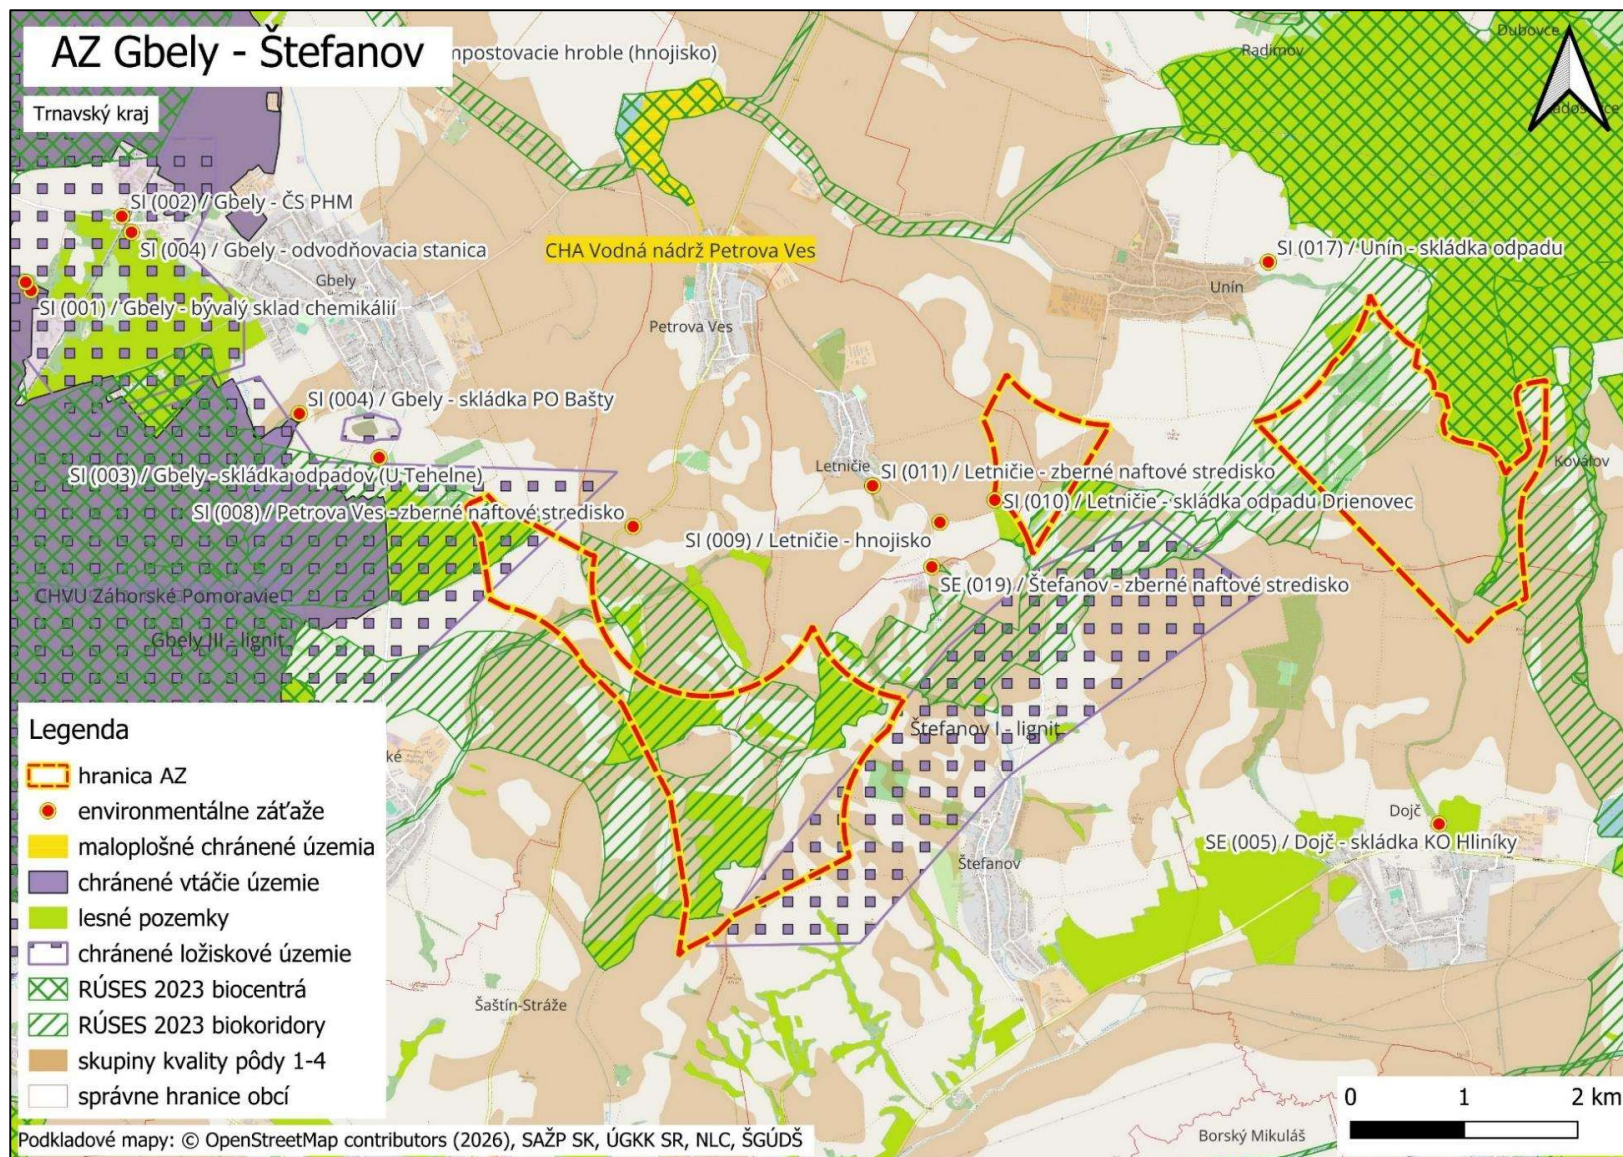 AZ Gbely - Štefanov
Trnavský kraj
mpostovacie hroble (hnojisko)
Radimov
Dubovce
SI (002) / Gbely - ČS PHM
SI (004) / Gbely - odvodňovacia stanica
Gbely
SI (001) / Gbely - bývalý sklad chemikálií
CHA Vodná nádrž Petrova Ves
Petrova Ves
SI (017) / Unín - skládka odpadu
Unín
SI (004) / Gbely - skládka PO Bašty
SI (003) / Gbely - skládka odpadov (U Tehelne)
SI (008) / Petrova Ves - zberné naftové stredisko
Letničie
SI (011) / Letničie - zberné naftové stredisko
SI (010) / Letničie - skládka odpadu Drienovec
SI (009) / Letničie - hnojisko
Koválov
SE (019) / Štefanov - zberné naftové stredisko
CHVU Záhorské Pomoravie
Gbely III - lignit
Štefanov I - lignit
ké
Štefanov
Dojč
SE (005) / Dojč - skládka KO Hliníky
Šaštín-Stráže
Borský Mikuláš
Legenda
hranica AZ
environmentálne záťaže
maloplošné chránené územia
chránené vtáčie územie
lesné pozemky
chránené ložiskové územie
RÚSES 2023 biocentrá
RÚSES 2023 biokoridory
skupiny kvality pôdy 1-4
správne hranice obcí
0 1 2 km
Podkladové mapy: © OpenStreetMap contributors (2026), SAŽP SK, ÚGKK SR, NLC, ŠGÚDŠ